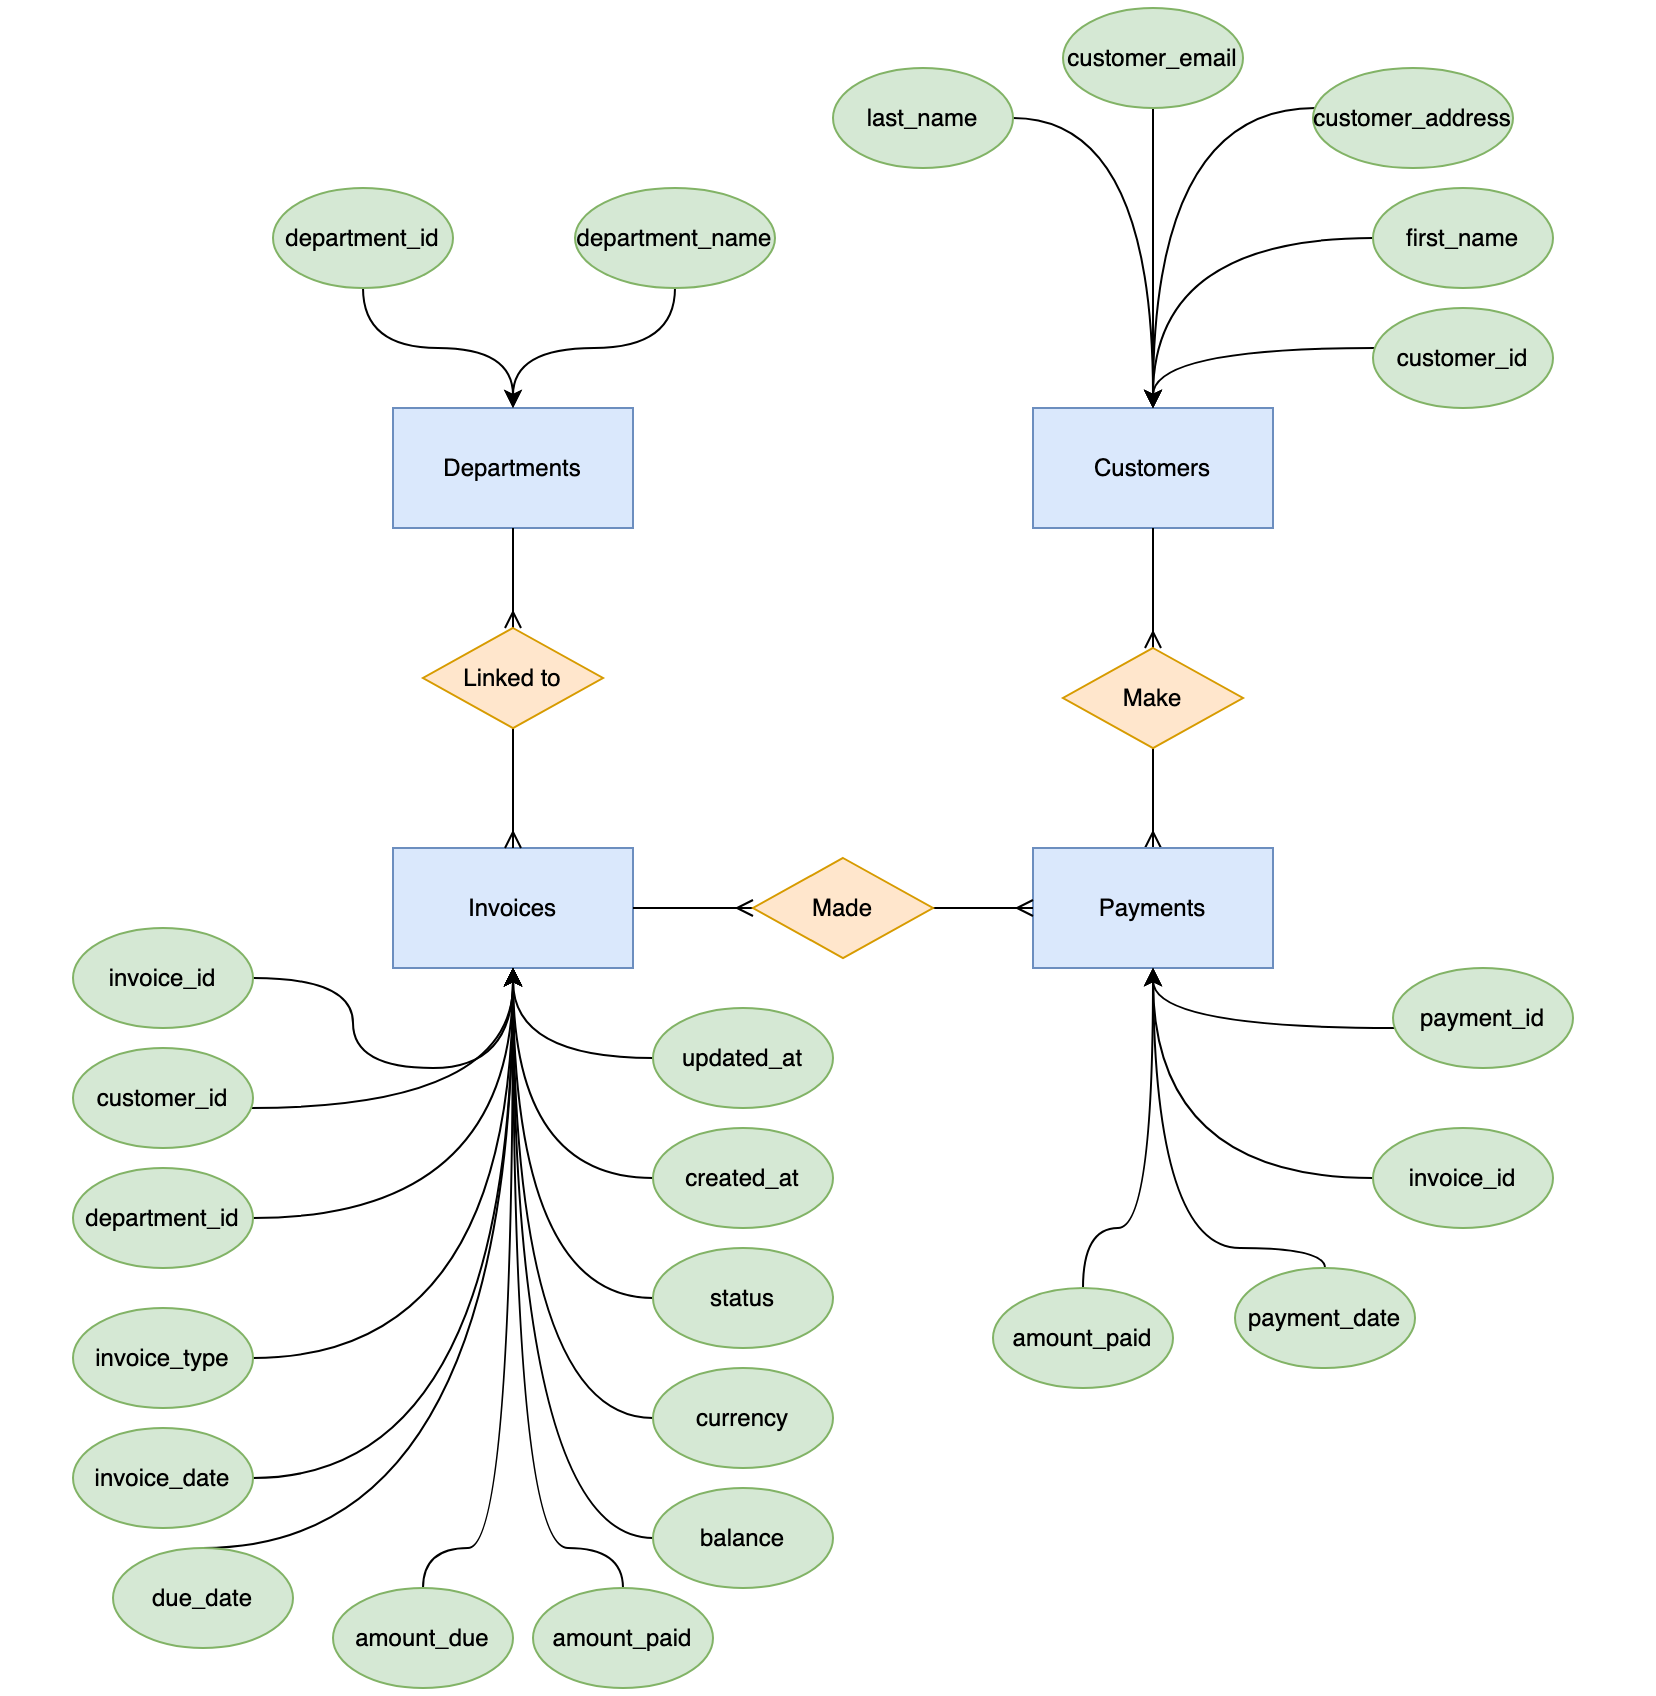 customer_email
last_name
customer_address
department_id
department_name
first_name
customer_id
Departments
Customers
Linked to
Make
Invoices
Made
Payments
invoice_id
payment_id
updated_at
customer_id
created_at
invoice_id
department_id
status
payment_date
amount_paid
invoice_type
currency
invoice_date
balance
due_date
amount_due
amount_paid